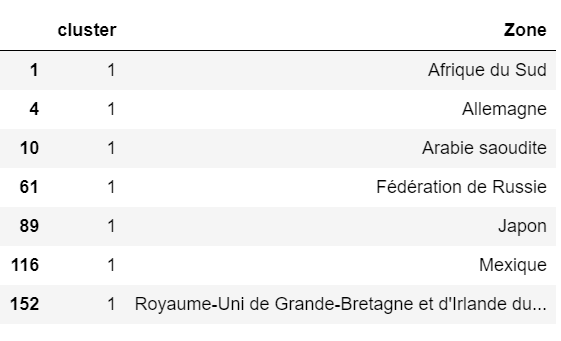 cluster Zone
1 1 Afrique du Sud
4 1 Allemagne
10 1 Arabie saoudite
61 1 Fédération de Russie
89 1 Japon
116 1 Mexique
152 1 Royaume-Uni de Grande-Bretagne et d'Irlande du...